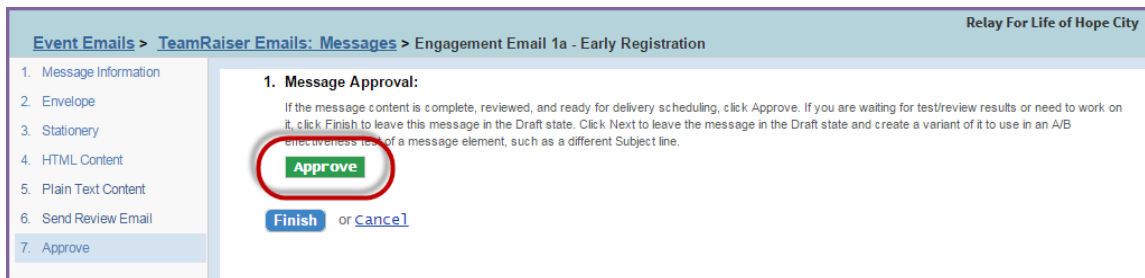 Relay For Life of Hope City
Event Emails > TeamRaiser Emails: Messages > Engagement Email 1a - Early Registration
1. Message Information
2. Envelope
3. Stationery
4. HTML Content
5. Plain Text Content
6. Send Review Email
7. Approve
1. Message Approval:
If the message content is complete, reviewed, and ready for delivery scheduling, click Approve. If you are waiting for test/review results or need to work on
it, click Finish to leave this message in the Draft state. Click Next to leave the message in the Draft state and create a variant of it to use in an A/B
effectiveness test of a message element, such as a different Subject line.
Approve
Finish or Cancel